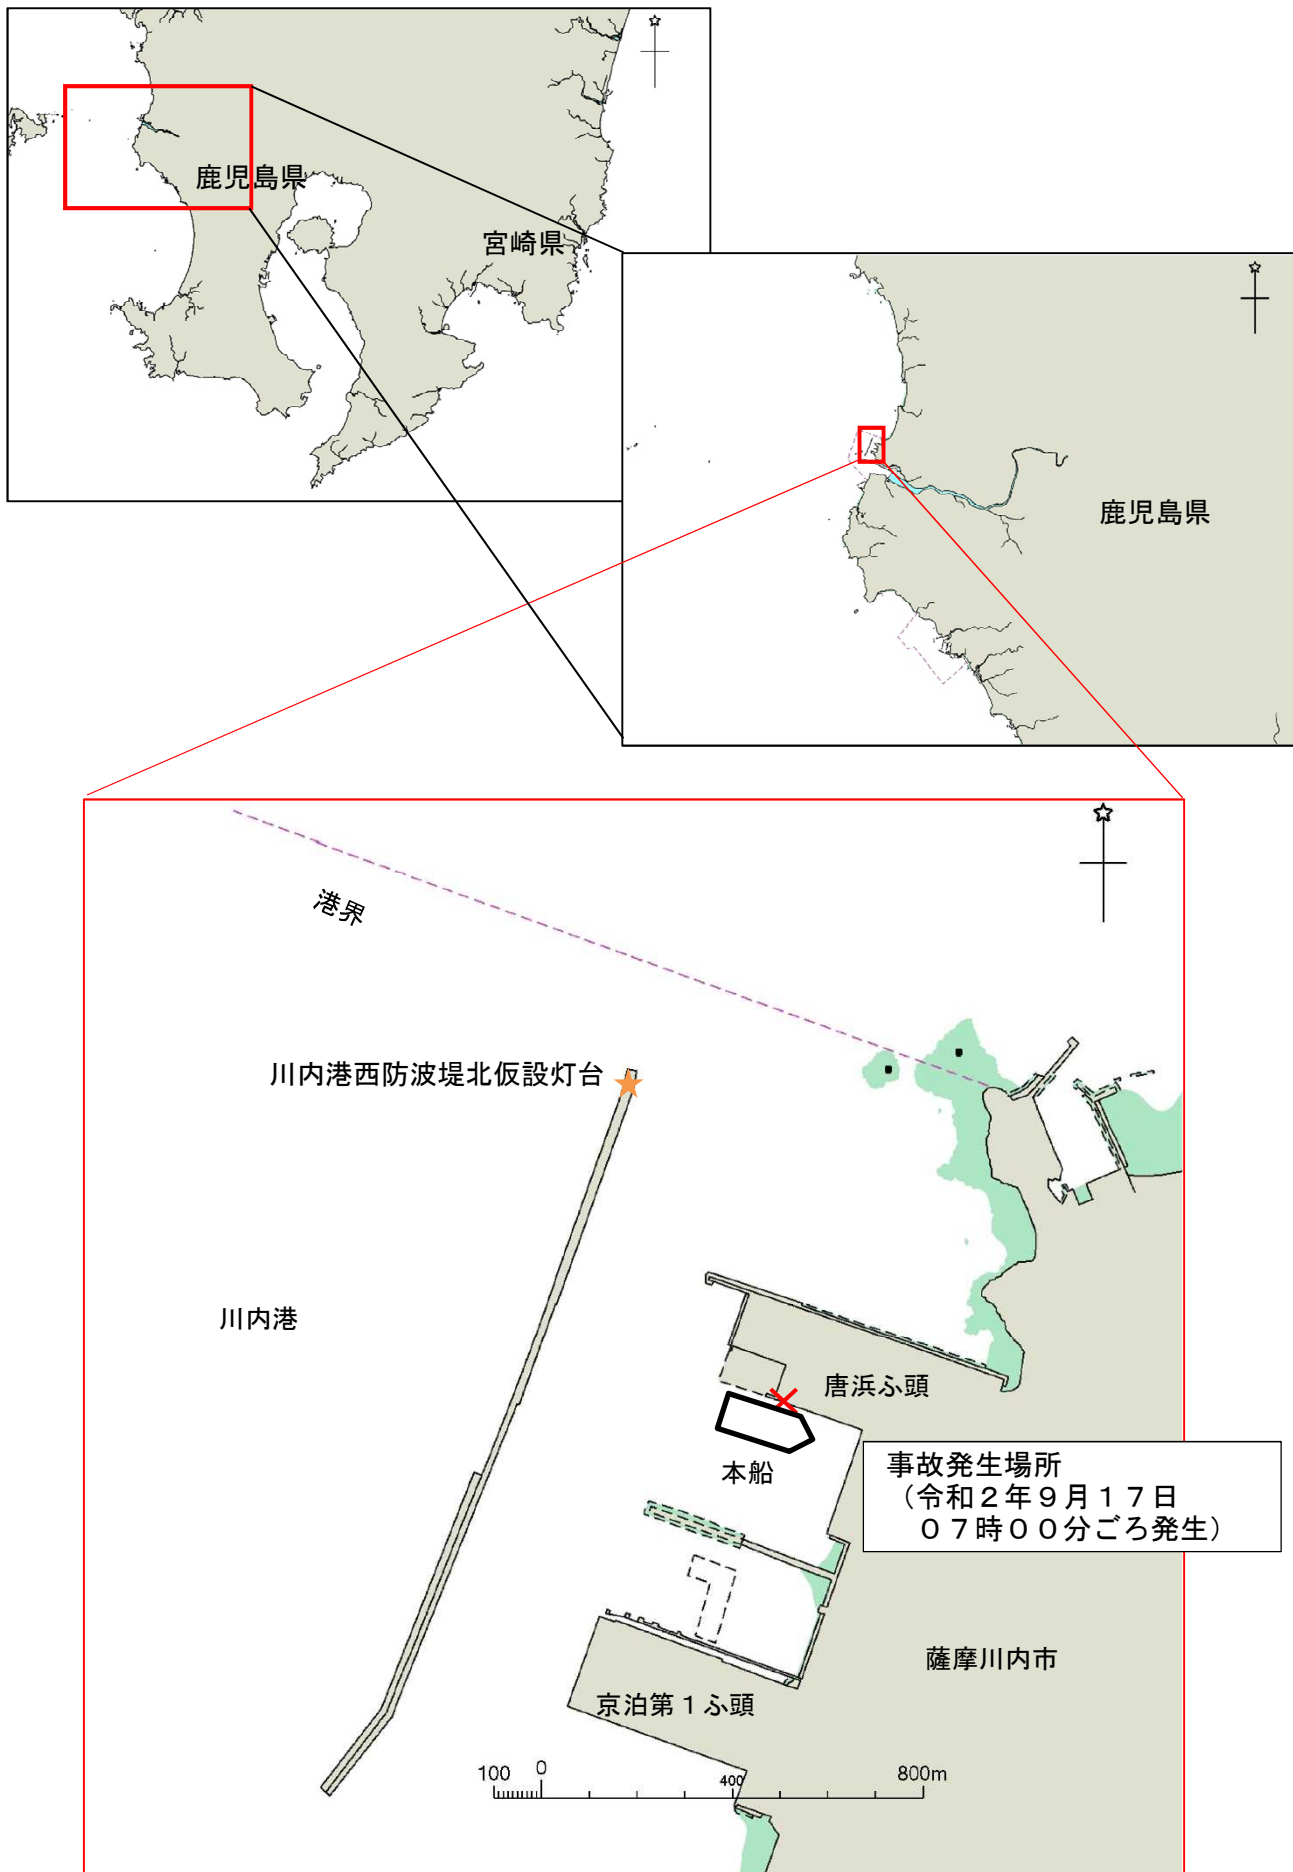 鹿児島県
宮崎県
鹿児島県
港界
川内港西防波堤北仮設灯台
川内港
唐浜ふ頭
本船
事故発生場所
（令和２年９月１７日
０７時００分ごろ発生）
薩摩川内市
京泊第１ふ頭
100 0 400 800m